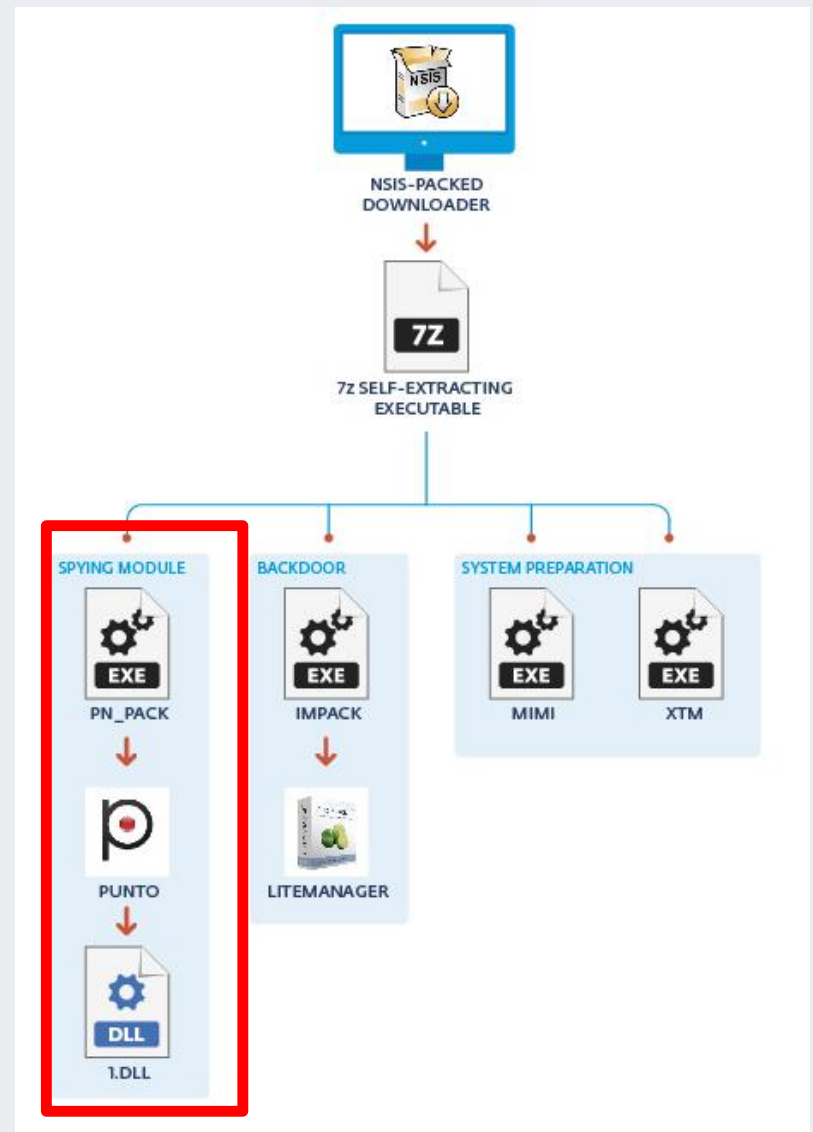 NSIS
NSIS-PACKED
DOWNLOADER
7Z
7Z SELF-EXTRACTING
EXECUTABLE
SPYING MODULE
BACKDOOR
SYSTEM PREPARATION
EXE
EXE
EXE
EXE
PN_PACK
IMPACK
MIMI
XTM
PUNTO
LITEMANAGER
DLL
1.DLL